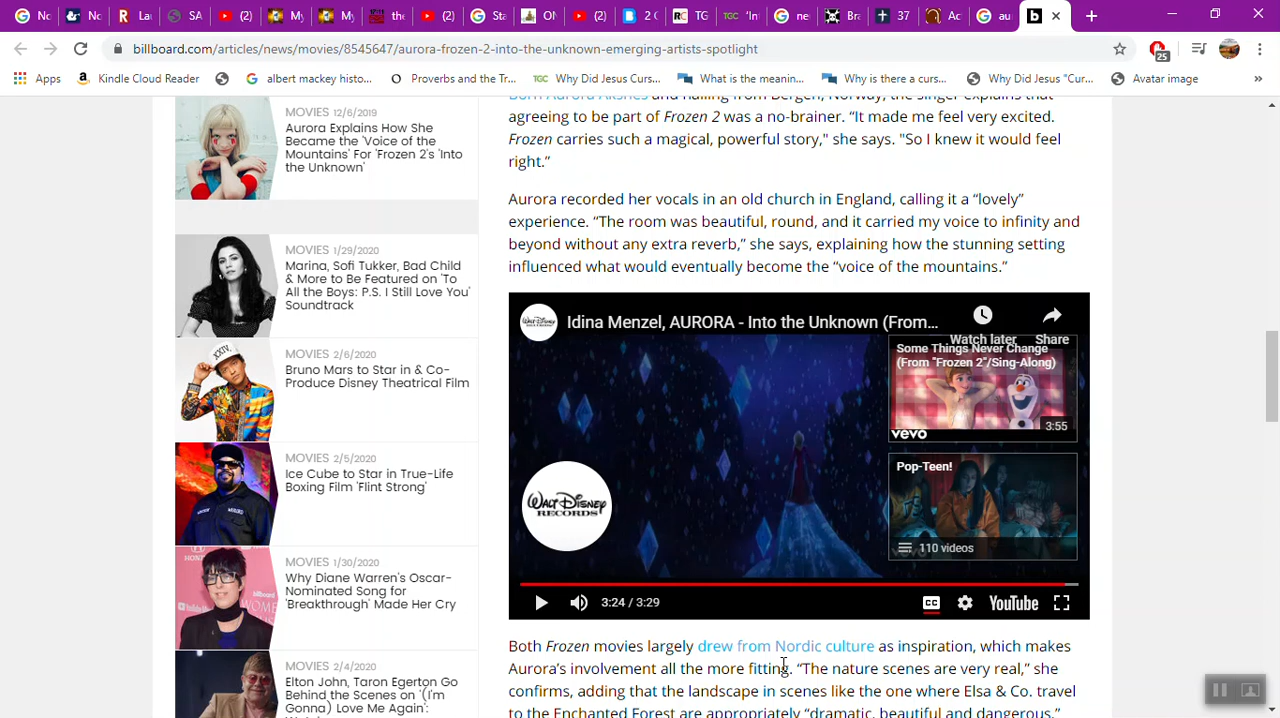 (2)
(2)
billboard.com/articles/news/movies/8545647/aurora-frozen-2-into-the-unknown-emerging-artists-spotlight
25
Apps
Kindle Cloud Reader
albert mackey histo...
Proverbs and the Tr...
TGC Why Did Jesus Curs...
What is the meanin...
Why is there a curs...
Why Did Jesus "Cur...
Avatar image
MOVIES 12/6/2019
Aurora Explains How She
Became the 'Voice of the
Mountains' For 'Frozen 2's 'Into
the Unknown'
MOVIES 1/29/2020
Marina, Sofi Tukker, Bad Child
& More to Be Featured on 'To
All the Boys: P.S. I Still Love You'
Soundtrack
MOVIES 2/6/2020
Bruno Mars to Star in & Co-
Produce Disney Theatrical Film
MOVIES 2/5/2020
Ice Cube to Star in True-Life
Boxing Film 'Flint Strong'
MOVIES 1/30/2020
Why Diane Warren's Oscar-
Nominated Song for
'Breakthrough' Made Her Cry
MOVIES 2/4/2020
Elton John, Taron Egerton Go
Behind the Scenes on '(I'm
Gonna) Love Me Again':
Born Aurora Aksnes and hailing from Bergen, Norway, the singer explains that
agreeing to be part of Frozen 2 was a no-brainer. “It made me feel very excited.
Frozen carries such a magical, powerful story," she says. "So I knew it would feel
right.”
Aurora recorded her vocals in an old church in England, calling it a “lovely”
experience. “The room was beautiful, round, and it carried my voice to infinity and
beyond without any extra reverb,” she says, explaining how the stunning setting
influenced what would eventually become the “voice of the mountains.”
WALT DISNEY RECORDS
Idina Menzel, AURORA - Into the Unknown (From...
Watch later
Share
Some Things Never Change
(From "Frozen 2"/Sing-Along)
3:55
vevo
Pop-Teen!
110 videos
WALT DISNEY
RECORDS
3:24 / 3:29
CC
YouTube
Both Frozen movies largely drew from Nordic culture as inspiration, which makes
Aurora’s involvement all the more fitting. “The nature scenes are very real,” she
confirms, adding that the landscape in scenes like the one where Elsa & Co. travel
to the Enchanted Forest are appropriately “dramatic, beautiful and dangerous.”